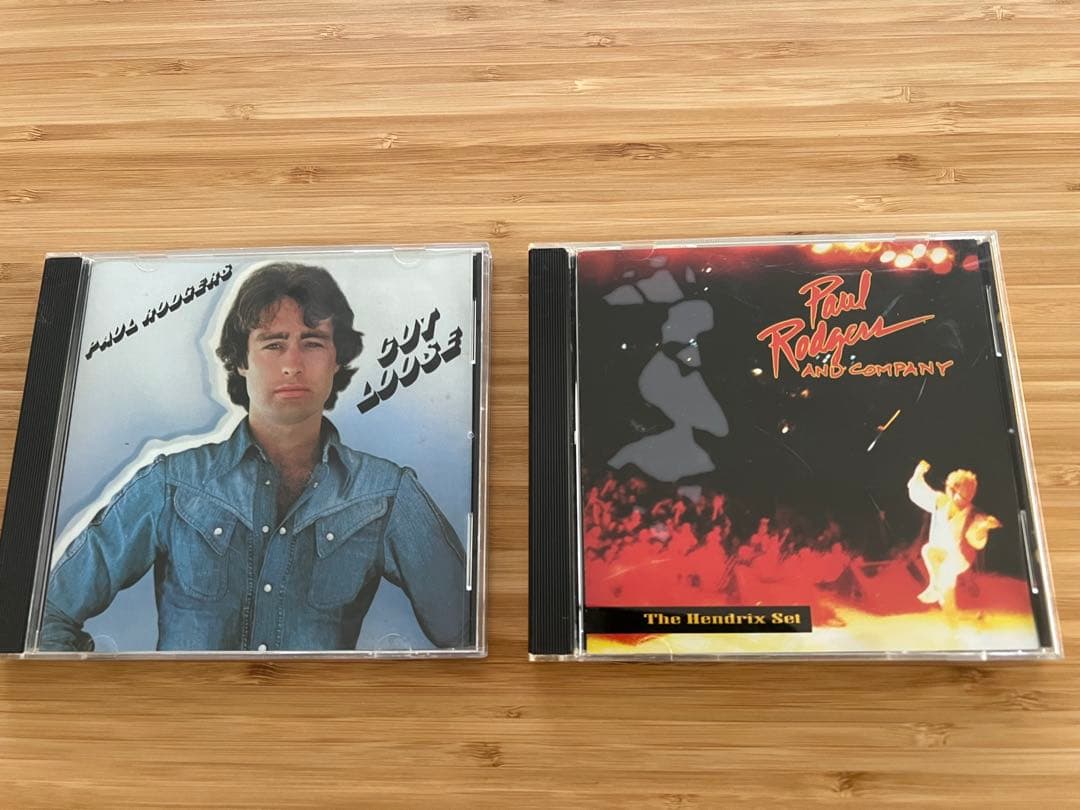 PAUL RODGERS
CUT
LOOSE
Paul
Rodgers
AND COMPANY
The Hendrix Set